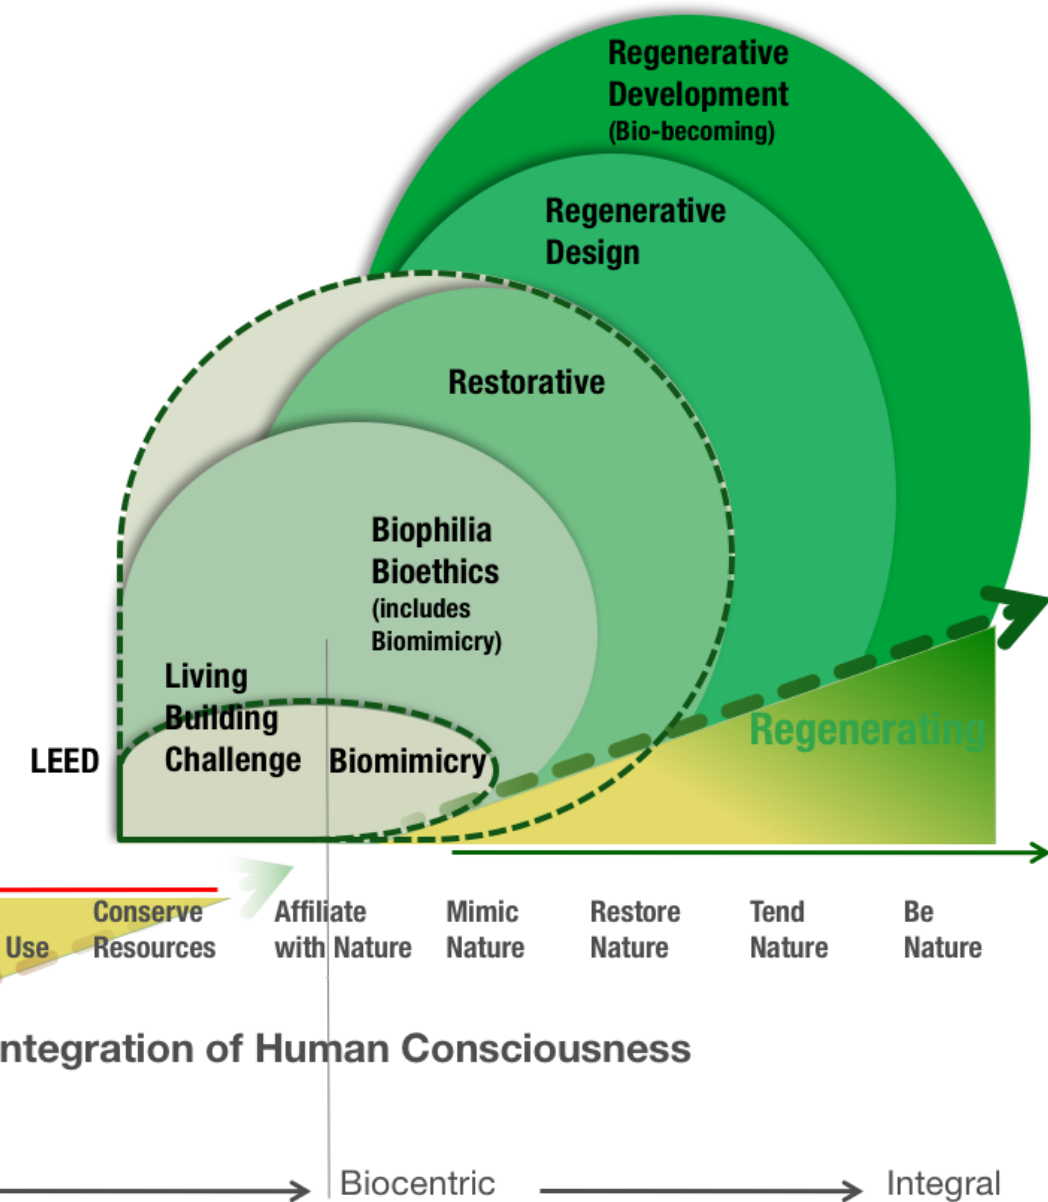 Regenerative
Development
(Bio-becoming)
Regenerative
Design
Restorative
Biophilia
Bioethics
(includes
Biomimicry)
Living
Building
Challenge
LEED
Biomimicry
Regenerating
Use
Conserve
Resources
Affiliate
with Nature
Mimic
Nature
Restore
Nature
Tend
Nature
Be
Nature
ntegration of Human Consciousness
Biocentric
Integral